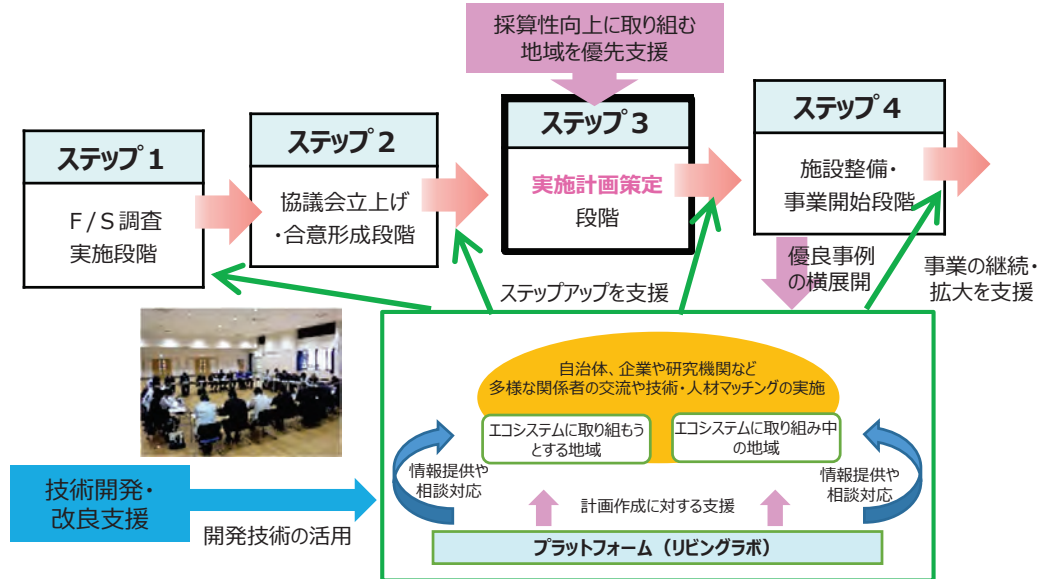 採算性向上に取り組む
地域を優先支援
ステップ１
Ｆ/Ｓ調査
実施段階
ステップ２
協議会立上げ
・合意形成段階
ステップ３
実施計画策定
段階
ステップ４
施設整備・
事業開始段階
ステップアップを支援
優良事例
の横展開
事業の継続・
拡大を支援
自治体、企業や研究機関など
多様な関係者の交流や技術・人材マッチングの実施
エコシステムに取り組もう
とする地域
エコシステムに取り組み中
の地域
情報提供や
相談対応
情報提供や
相談対応
計画作成に対する支援
プラットフォーム（リビングラボ）
技術開発・
改良支援
開発技術の活用